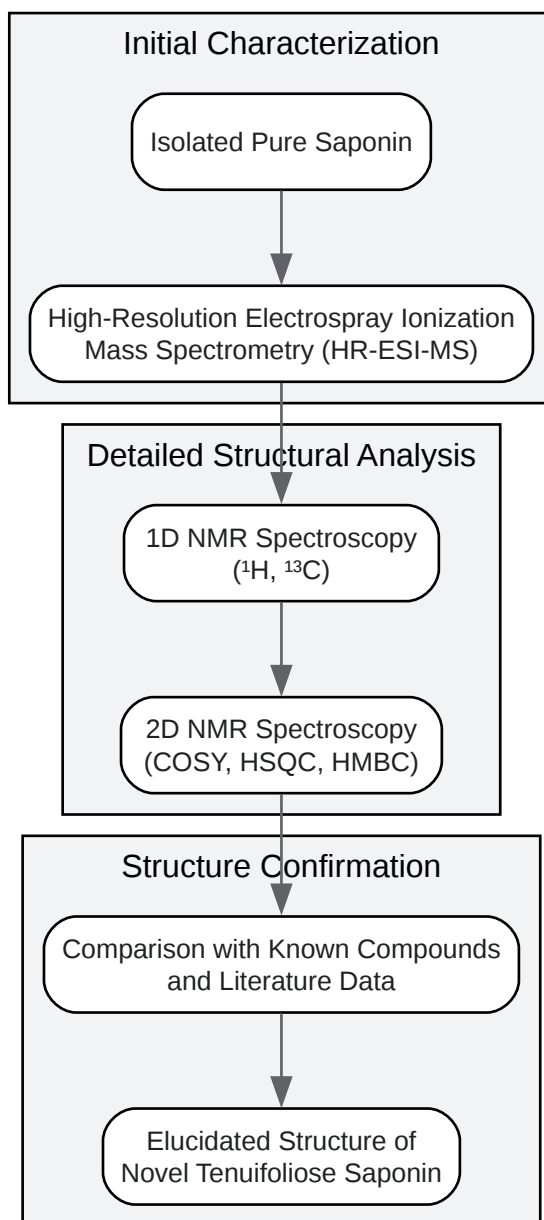 Initial Characterization
Isolated Pure Saponin
High-Resolution Electrospray Ionization
Mass Spectrometry (HR-ESI-MS)
Detailed Structural Analysis
1D NMR Spectroscopy
(¹H, ¹³C)
2D NMR Spectroscopy
(COSY, HSQC, HMBC)
Structure Confirmation
Comparison with Known Compounds
and Literature Data
Elucidated Structure of
Novel Tenuifoliose Saponin